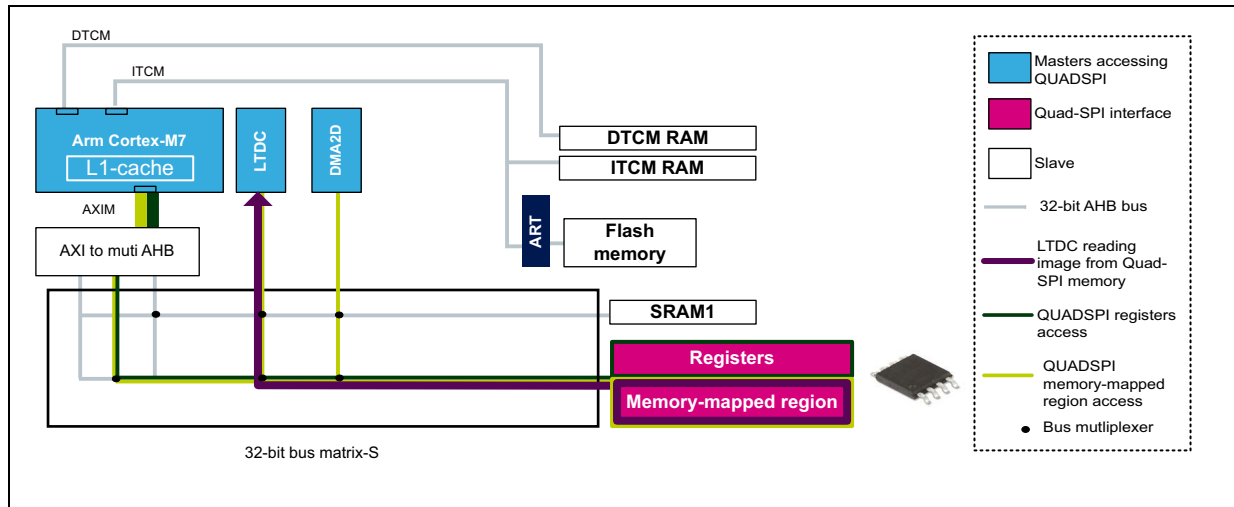 DTCM
ITCM
Arm Cortex-M7
L1-cache
LTDC
DMA2D
DTCM RAM
ITCM RAM
AXIM
AXI to muti AHB
ART
Flash
memory
SRAM1
Registers
Memory-mapped region
32-bit bus matrix-S
Masters accessing
QUADSPI
Quad-SPI interface
Slave
32-bit AHB bus
LTDC reading
image from Quad-
SPI memory
QUADSPI registers
access
QUADSPI
memory-mapped
region access
Bus mutliplexer